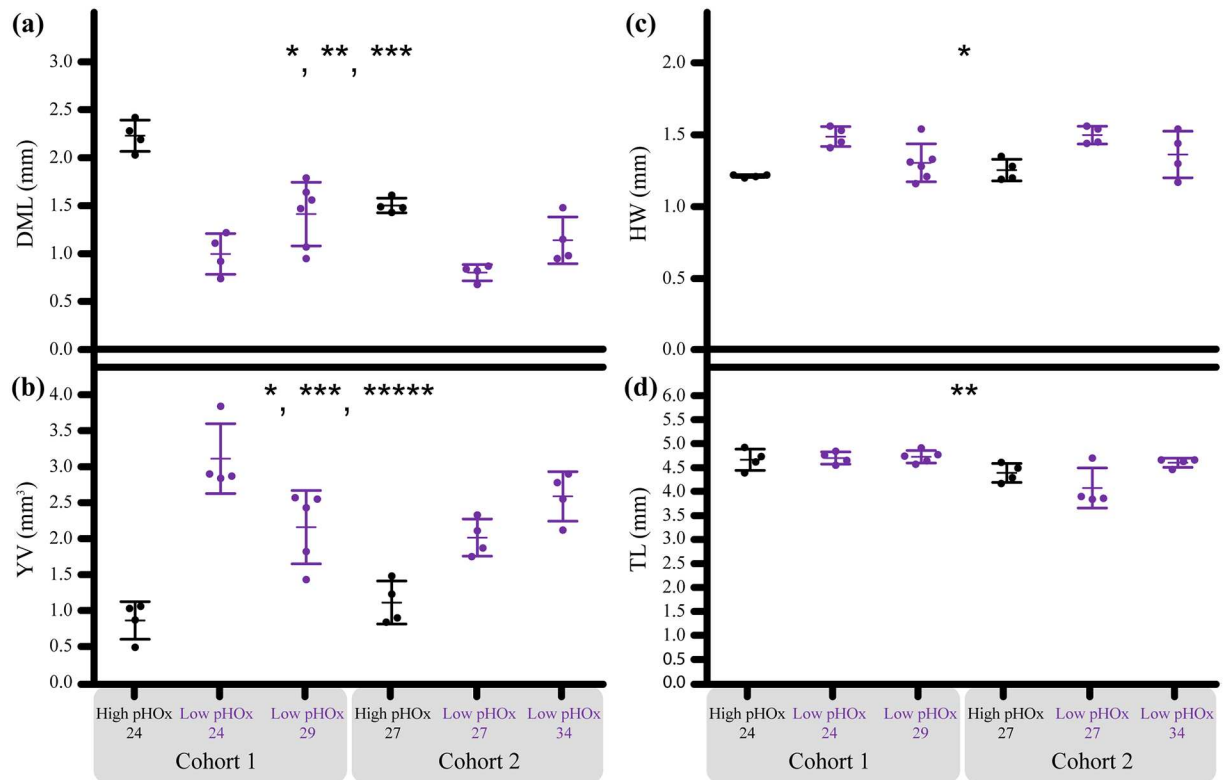 (a)
*, **, ***
DML (mm)
3.0
2.5
2.0
1.5
1.0
0.5
0.0
(b)
*, ***, *****
YV (mm³)
4.0
3.5
3.0
2.5
2.0
1.5
1.0
0.5
0.0
High pHOx Low pHOx Low pHOx High pHOx Low pHOx Low pHOx
24 24 29 27 27 34
Cohort 1 Cohort 2
(c)
*
HW (mm)
2.0
1.5
1.0
0.5
0.0
(d)
**
TL (mm)
6.0
5.5
5.0
4.5
4.0
3.5
3.0
2.5
2.0
1.5
1.0
0.5
0.0
High pHOx Low pHOx Low pHOx High pHOx Low pHOx Low pHOx
24 24 29 27 27 34
Cohort 1 Cohort 2